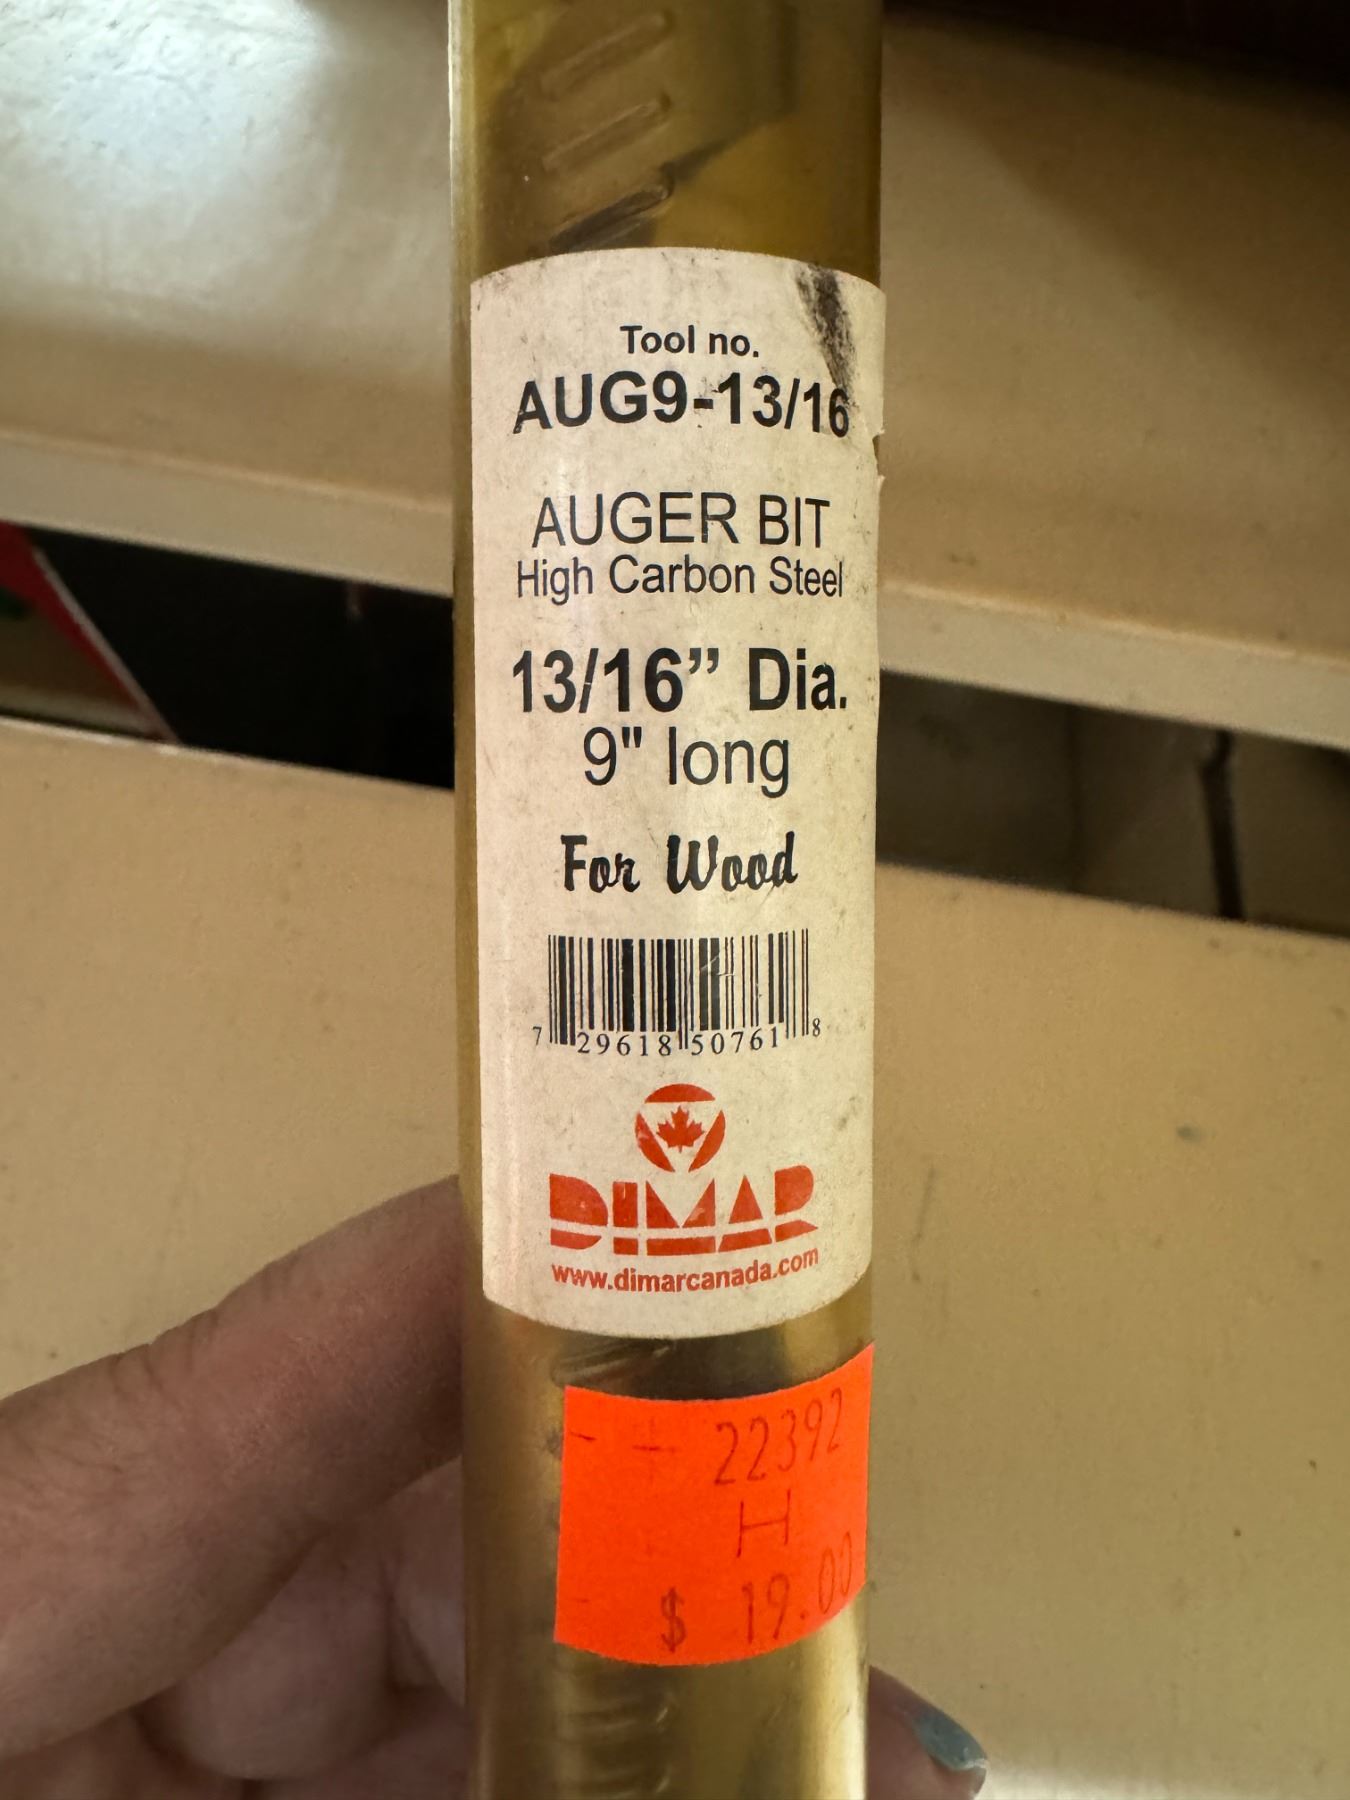 Tool no.
AUG9-13/16
AUGER BIT
High Carbon Steel
13/16” Dia.
9" long
For Wood
7 29618 50761 8
DIMAR
www.dimarcanada.com
- + 22392
H
$ 19.00